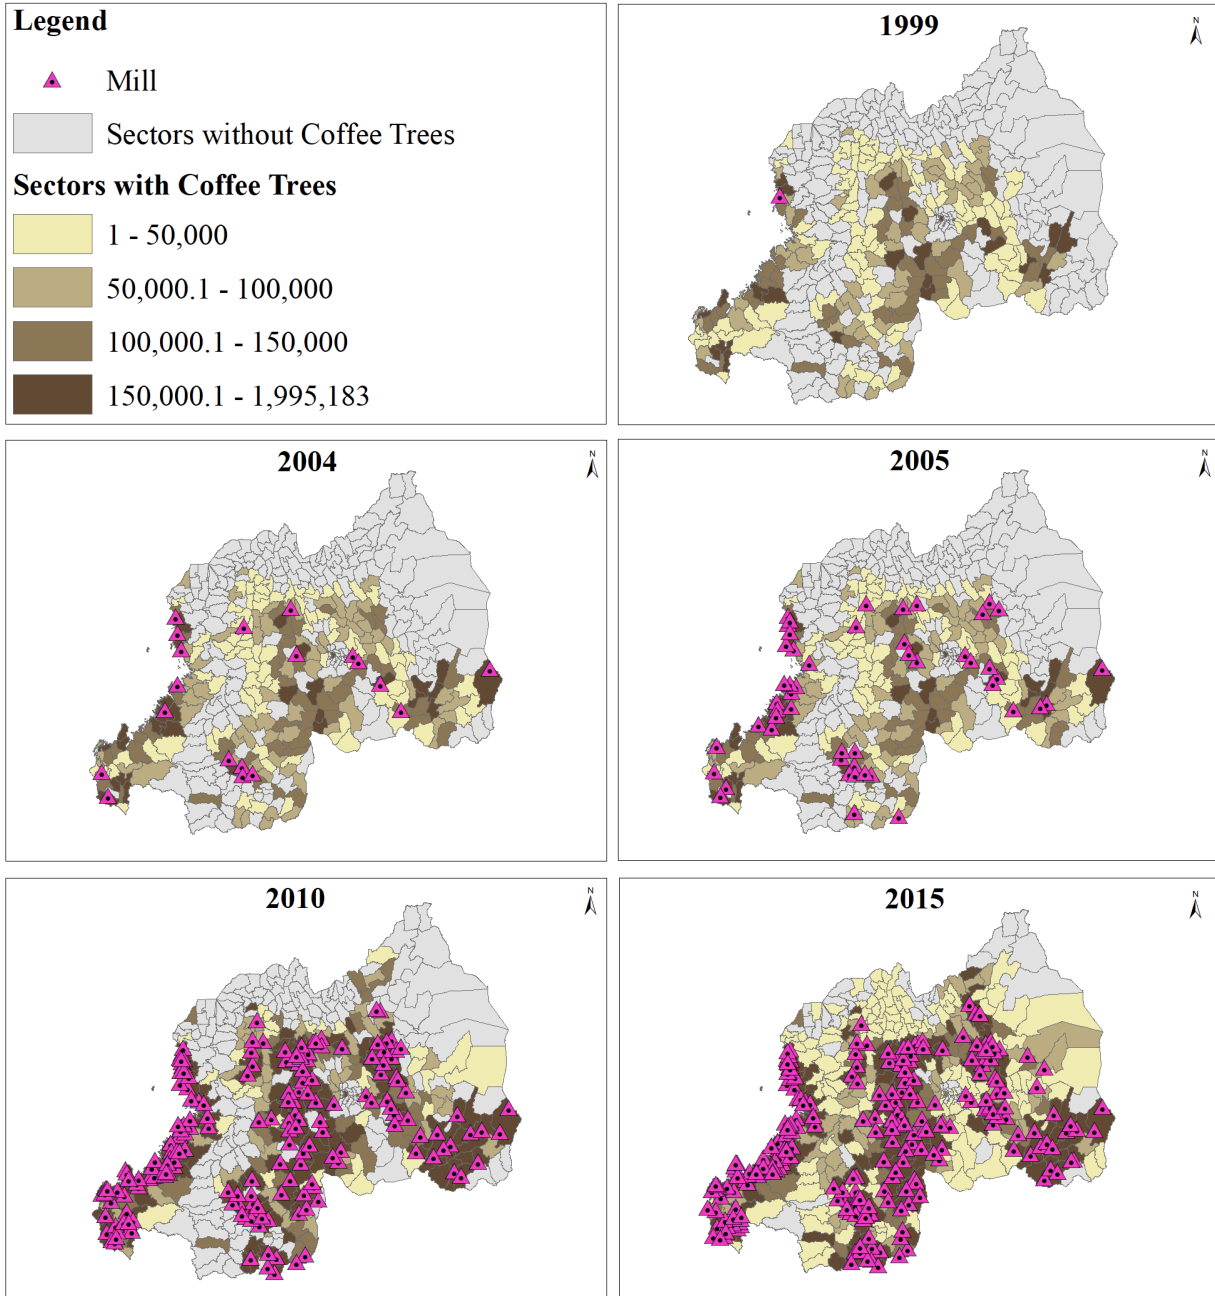 Legend
Mill
Sectors without Coffee Trees
Sectors with Coffee Trees
1 - 50,000
50,000.1 - 100,000
100,000.1 - 150,000
150,000.1 - 1,995,183
1999
N
2004
N
2005
N
2010
N
2015
N